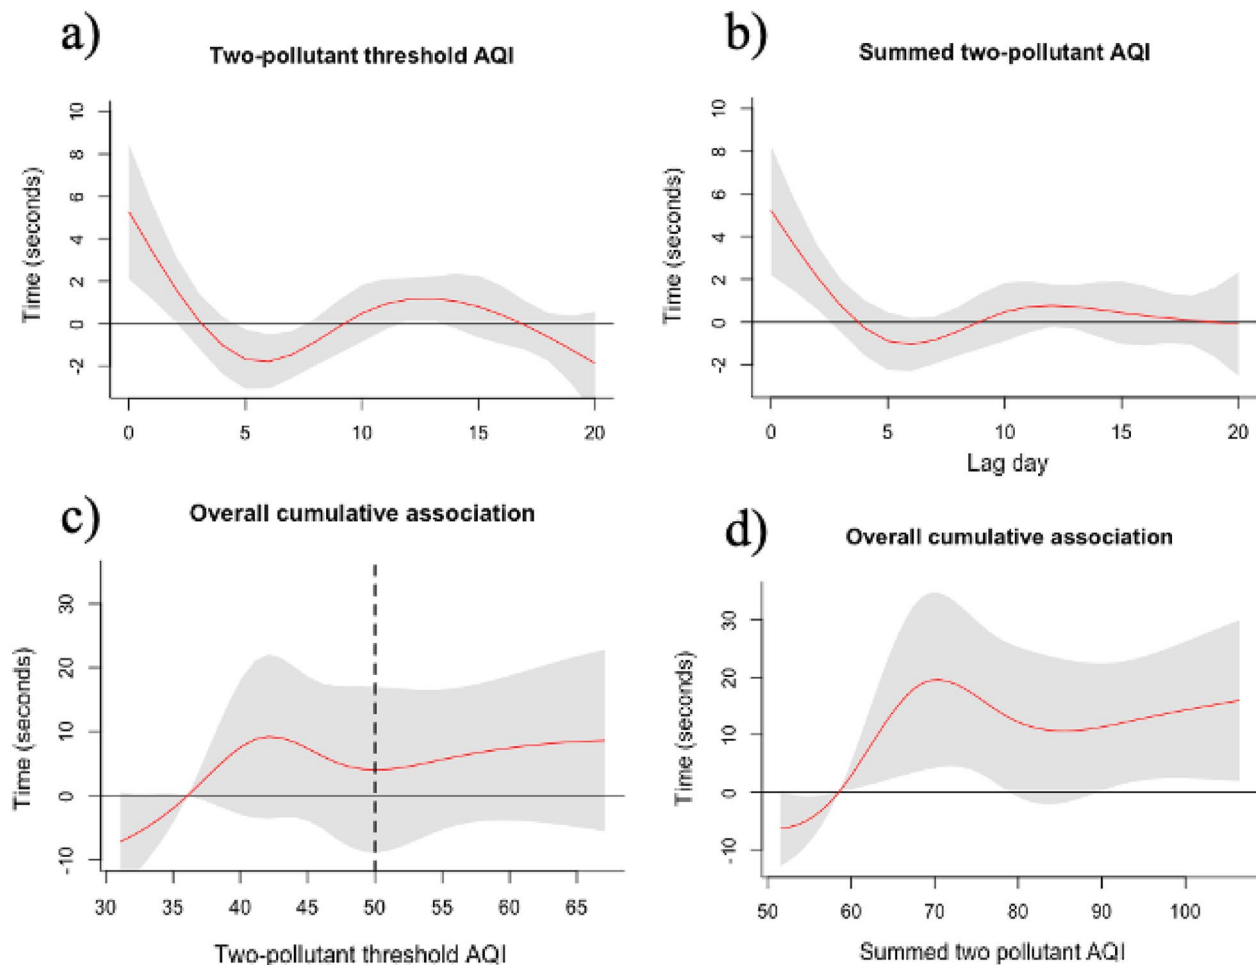 a)
Two-pollutant threshold AQI
Time (seconds)
10
8
6
4
2
0
-2
0 5 10 15 20
b)
Summed two-pollutant AQI
Time (seconds)
10
8
6
4
2
0
-2
0 5 10 15 20
Lag day
c)
Overall cumulative association
Time (seconds)
30
20
10
0
-10
30 35 40 45 50 55 60 65
Two-pollutant threshold AQI
d)
Overall cumulative association
Time (seconds)
30
20
10
0
-10
50 60 70 80 90 100
Summed two pollutant AQI